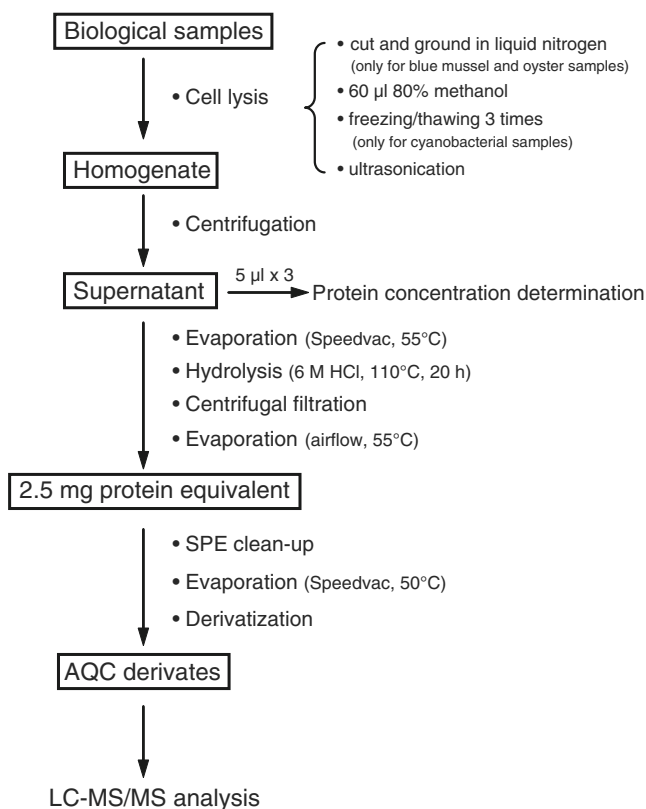 Biological samples
• Cell lysis
• cut and ground in liquid nitrogen
(only for blue mussel and oyster samples)
• 60 µl 80% methanol
• freezing/thawing 3 times
(only for cyanobacterial samples)
• ultrasonication
Homogenate
• Centrifugation
Supernatant
5 µl x 3
Protein concentration determination
• Evaporation (Speedvac, 55°C)
• Hydrolysis (6 M HCl, 110°C, 20 h)
• Centrifugal filtration
• Evaporation (airflow, 55°C)
2.5 mg protein equivalent
• SPE clean-up
• Evaporation (Speedvac, 50°C)
• Derivatization
AQC derivates
LC-MS/MS analysis